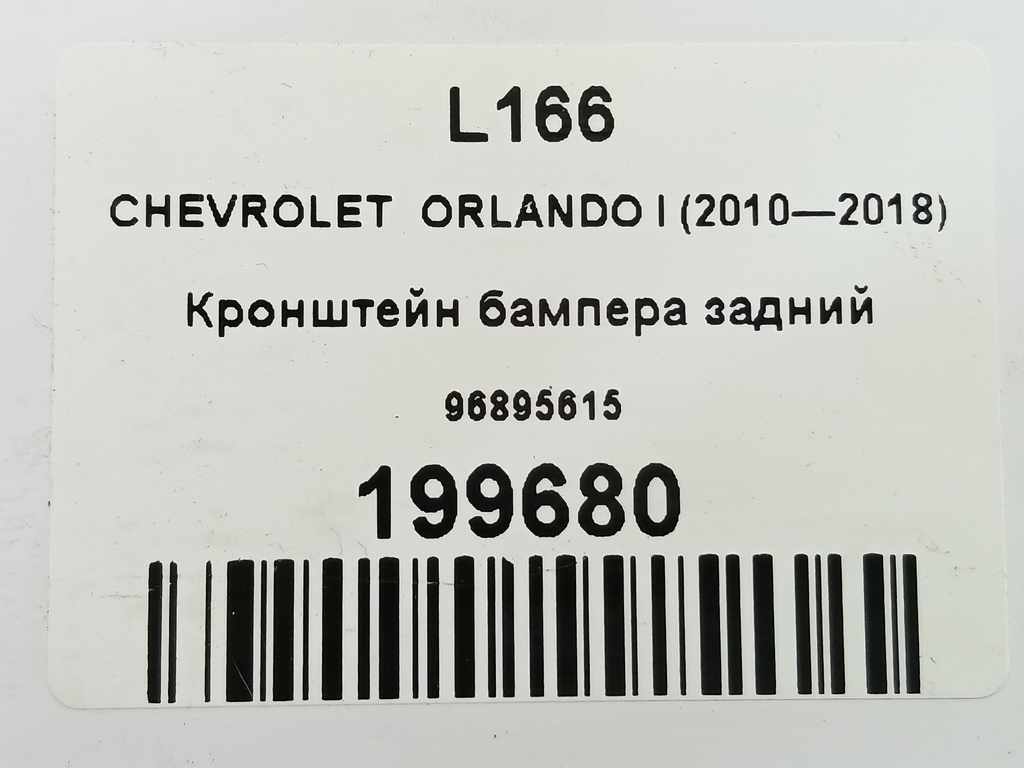 L166
CHEVROLET ORLANDO I (2010—2018)
Кронштейн бампера задний
96895615
199680